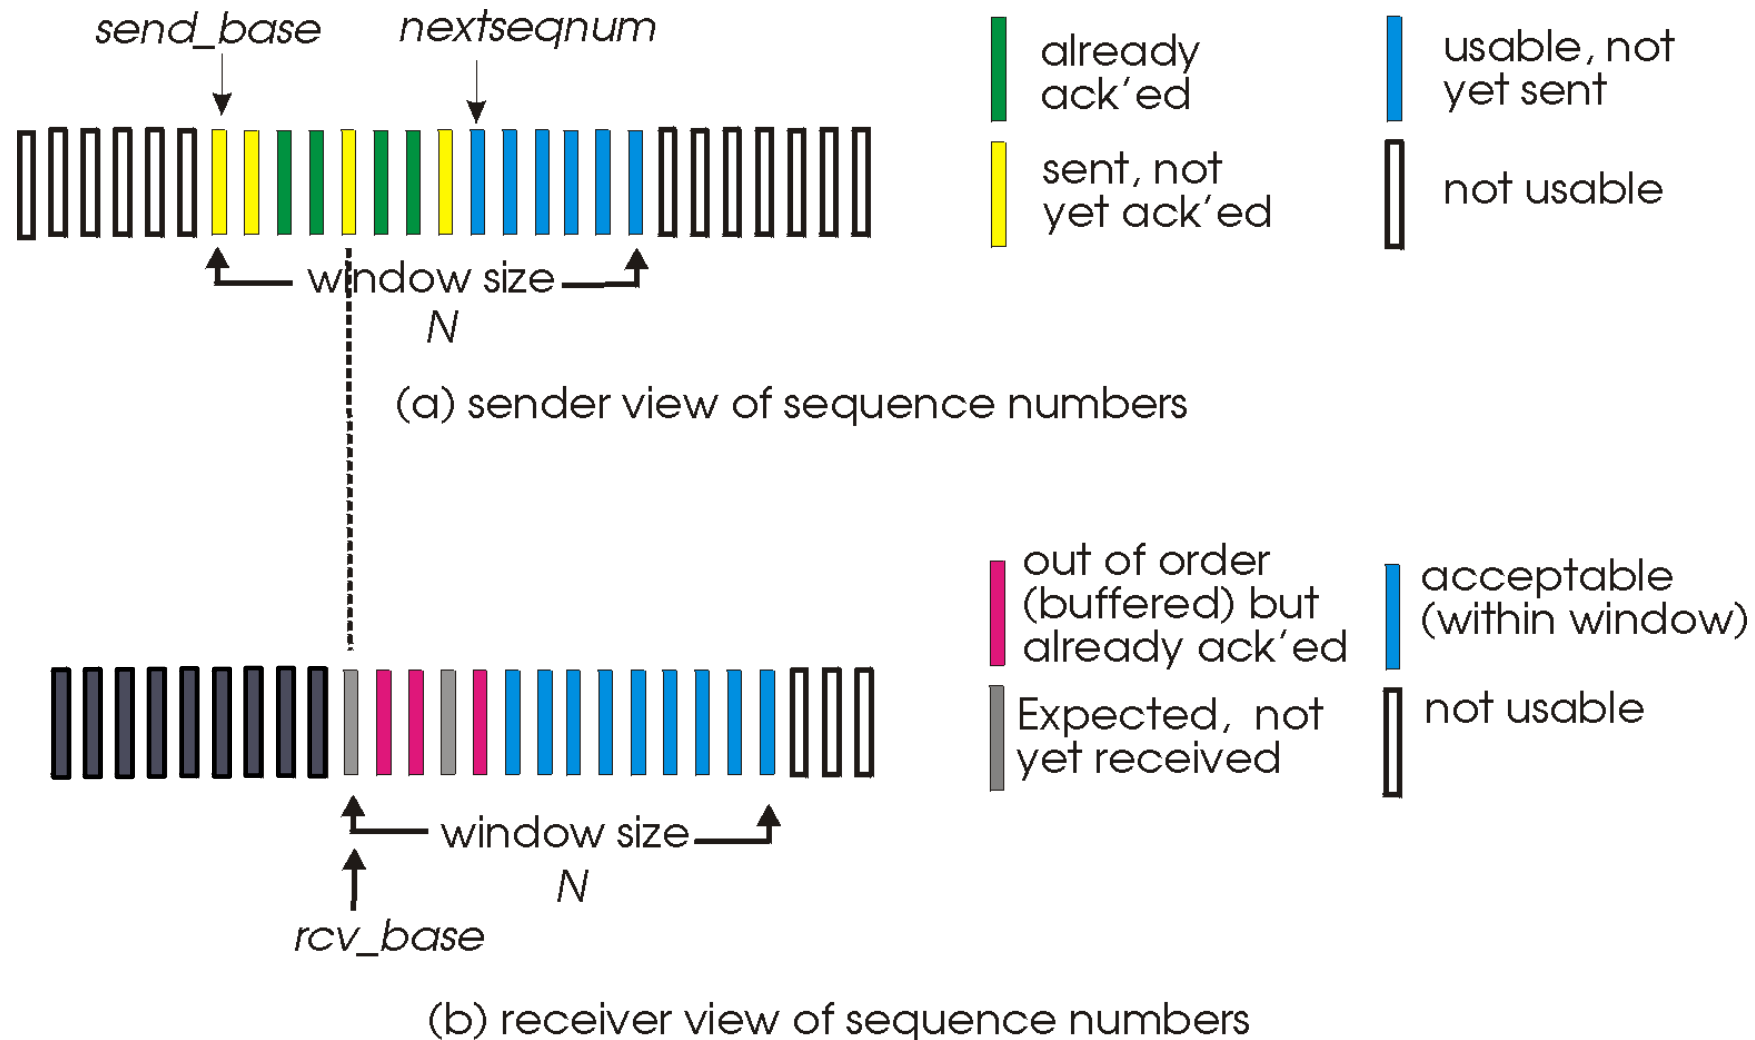 send_base
nextseqnum
already
ack’ed
usable, not
yet sent
sent, not
yet ack’ed
not usable
window size
N
(a) sender view of sequence numbers
out of order
(buffered) but
already ack’ed
acceptable
(within window)
Expected, not
yet received
not usable
window size
N
rcv_base
(b) receiver view of sequence numbers